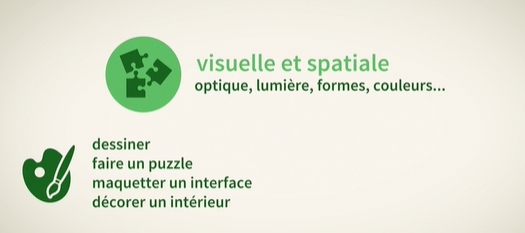 visuelle et spatiale
optique, lumière, formes, couleurs...
dessiner
faire un puzzle
maquetter un interface
décorer un intérieur